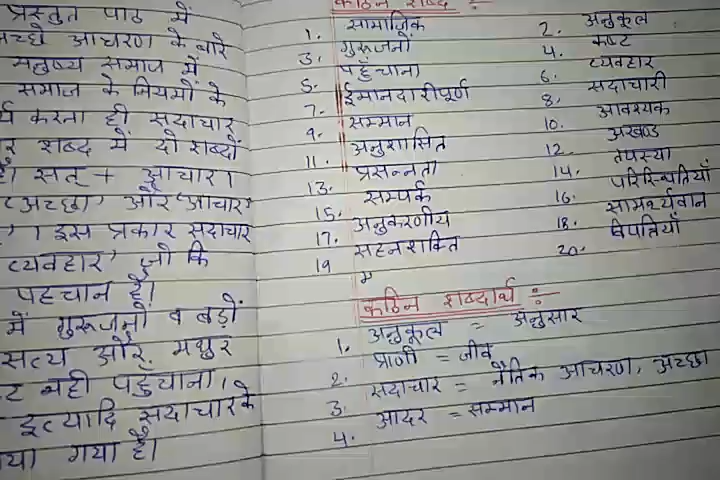 प्रस्तुत पाठ में
अच्छे आचरण के बारे
मनुष्य समाज में
समाज के नियमों के
र्य करना ही सदाचार
र शब्द में दो शब्दों
है। सत् + आचार।
'अच्छा' और 'आचार'
'। इस प्रकार सदाचार
व्यवहार' जो कि
पहचान है।
में गुरुजनों व बड़ों
सत्य और मधुर
ट नही पहुंचाना,
इत्यादि सदाचार के
या गया है।
कठिन शब्द :-
1. सामाजिक 2. अनुकूल
3. गुरुजनों 4. कष्ट
5. पहुँचाना 6. व्यवहार
7. ईमानदारीपूर्ण 8. सदाचारी
9. सम्मान 10. आवश्यक
11. अनुशासित 12. अखण्ड
13. प्रसन्नता 14. तपस्या
15. सम्पर्क 16. परिस्थितियाँ
17. अनुकरणीय 18. सामर्थ्यवान
19 सहनशक्ति 20. विपतियाँ
कठिन शब्दार्थ :-
1. अनुकूल = अनुसार
2. प्राणी = जीव
3. सदाचार = नैतिक आचरण, अच्छा
4. आदर = सम्मान